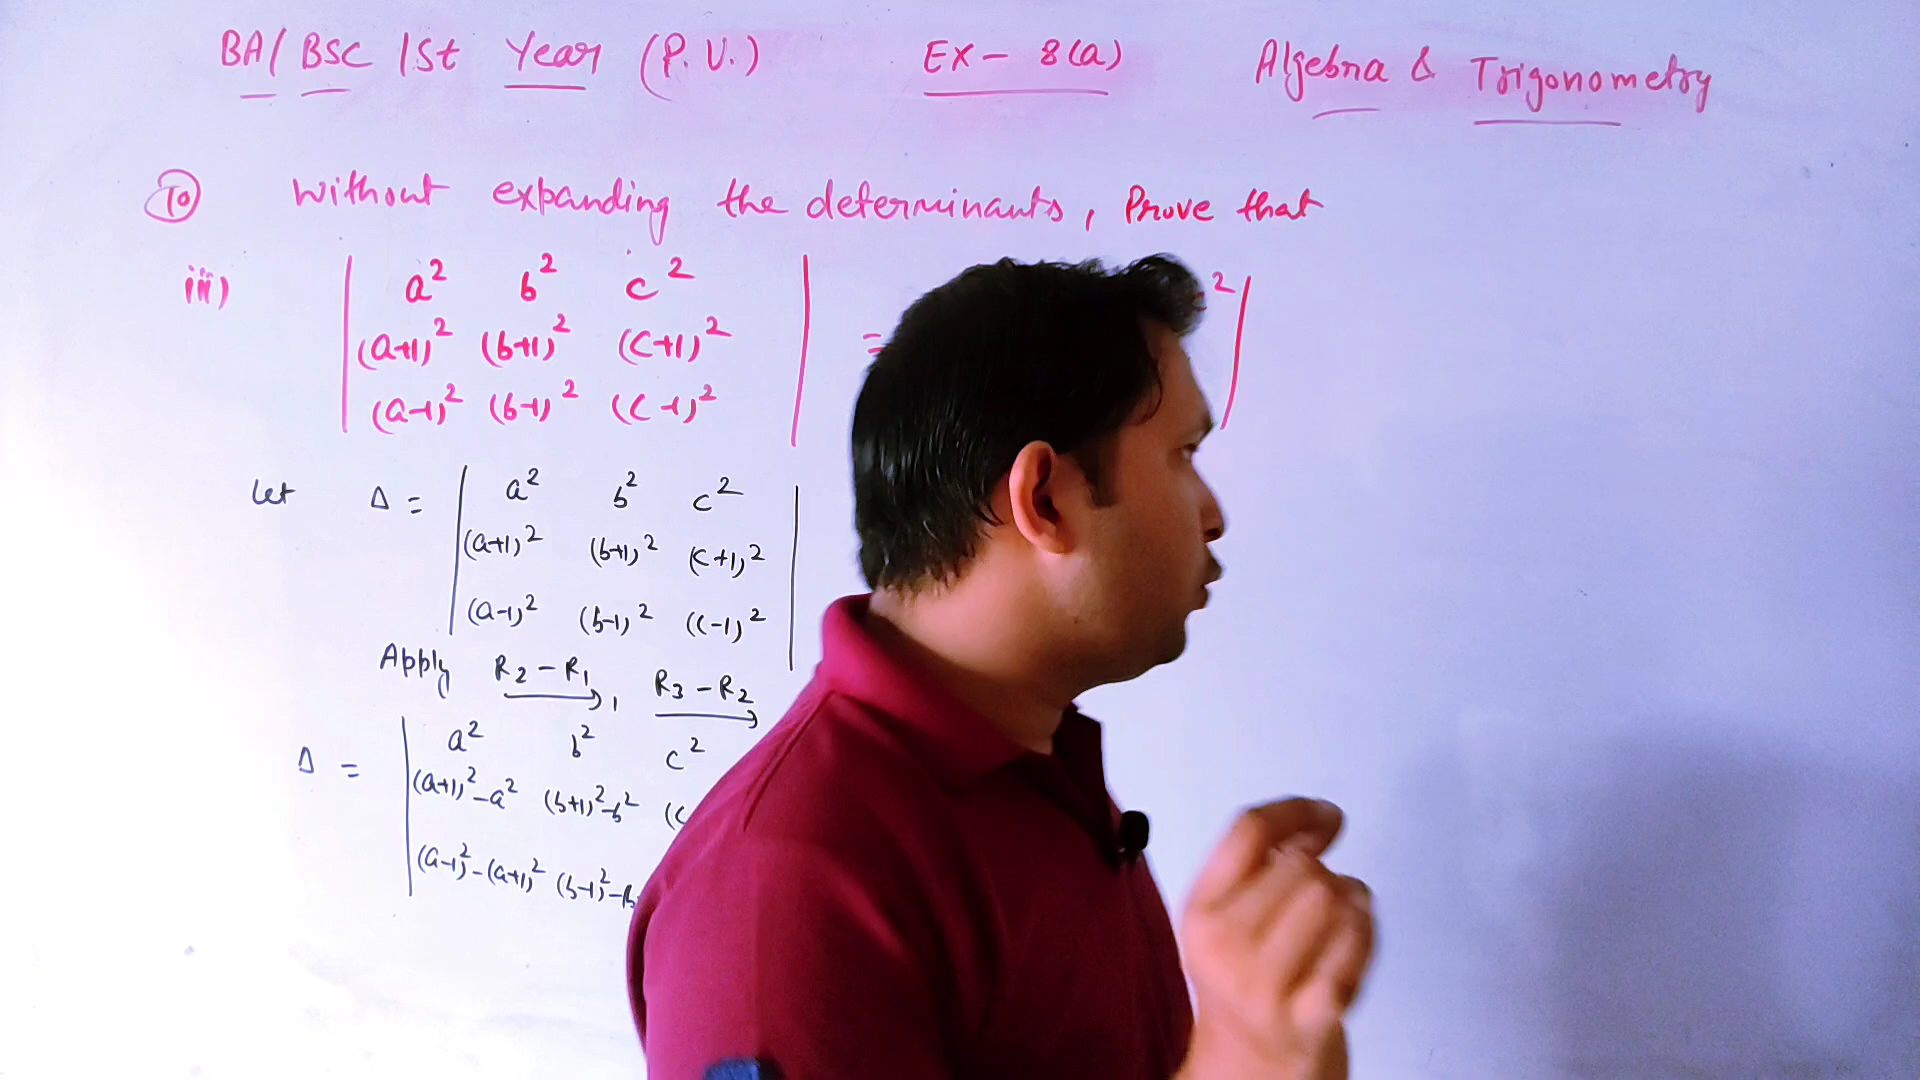 BA/BSC 1st Year (P.U.) EX- 8(a) Algebra & Trigonometry
10 Without expanding the determinants, Prove that
iii) | a² b² c² | = ² |
(a+1)² (b+1)² (c+1)²
(a-1)² (b-1)² (c-1)²
let Δ = | a² b² c² |
(a+1)² (b+1)² (c+1)²
(a-1)² (b-1)² (c-1)²
Apply R₂-R₁, R₃-R₂
Δ = | a² b² c²
(a+1)²-a² (b+1)²-b² (c
(a-1)²-(a+1)² (b-1)²-(b